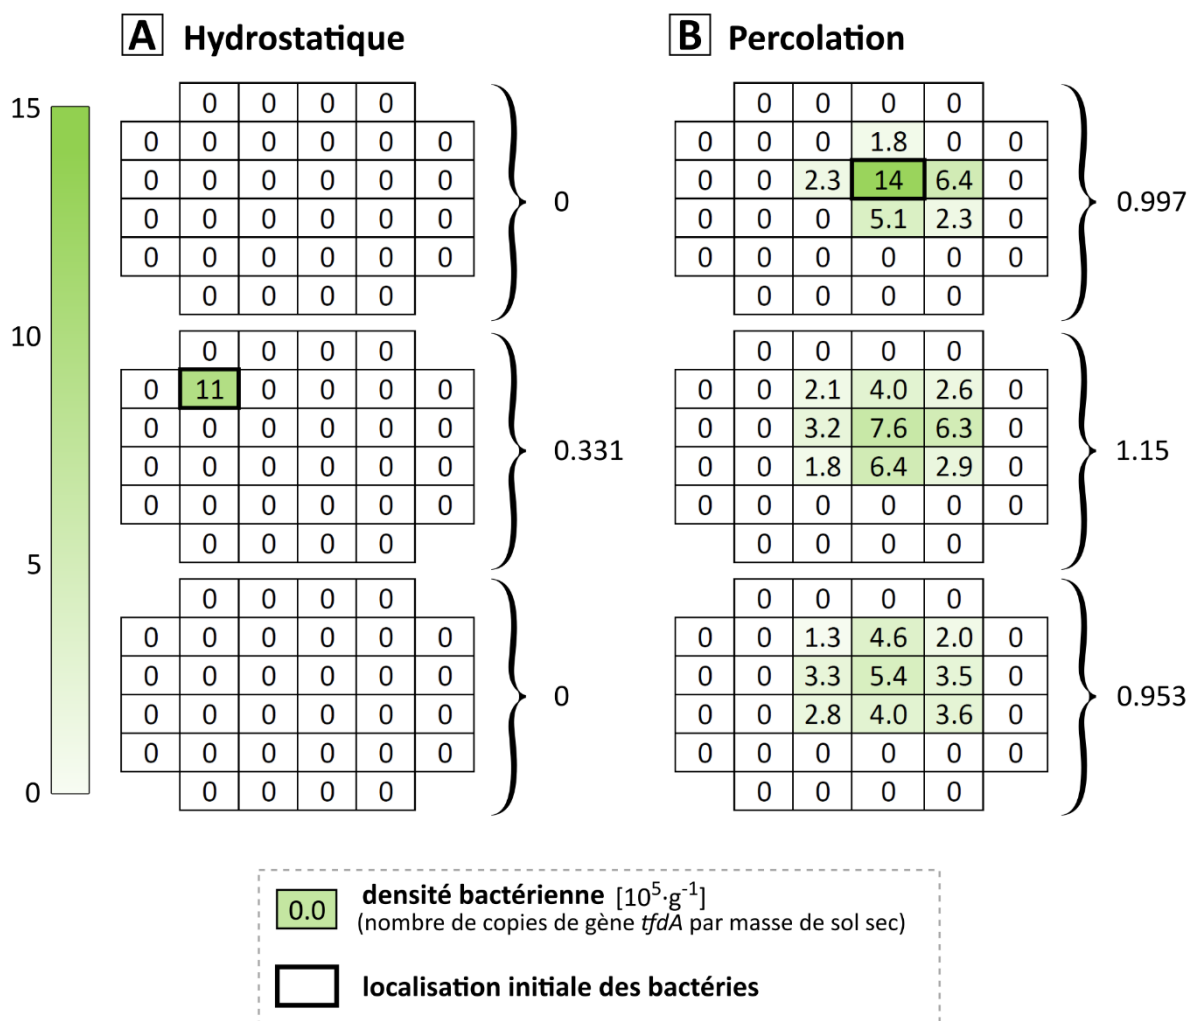 A Hydrostatique
0 0 0 0
0 0 0 0 0 0
0 0 0 0 0 0
0 0 0 0 0 0
0 0 0 0 0 0
0 0 0 0
0
0 0 0 0
0 11 0 0 0 0
0 0 0 0 0 0
0 0 0 0 0 0
0 0 0 0 0 0
0 0 0 0
0.331
0 0 0 0
0 0 0 0 0 0
0 0 0 0 0 0
0 0 0 0 0 0
0 0 0 0 0 0
0 0 0 0
0
15
10
5
0
B Percolation
0 0 0 0
0 0 0 1.8 0 0
0 0 2.3 14 6.4 0
0 0 0 5.1 2.3 0
0 0 0 0 0 0
0 0 0 0
0.997
0 0 0 0
0 0 2.1 4.0 2.6 0
0 0 3.2 7.6 6.3 0
0 0 1.8 6.4 2.9 0
0 0 0 0 0 0
0 0 0 0
1.15
0 0 0 0
0 0 1.3 4.6 2.0 0
0 0 3.3 5.4 3.5 0
0 0 2.8 4.0 3.6 0
0 0 0 0 0 0
0 0 0 0
0.953
0.0 densité bactérienne [10⁵·g⁻¹]
(nombre de copies de gène tfdA par masse de sol sec)
localisation initiale des bactéries